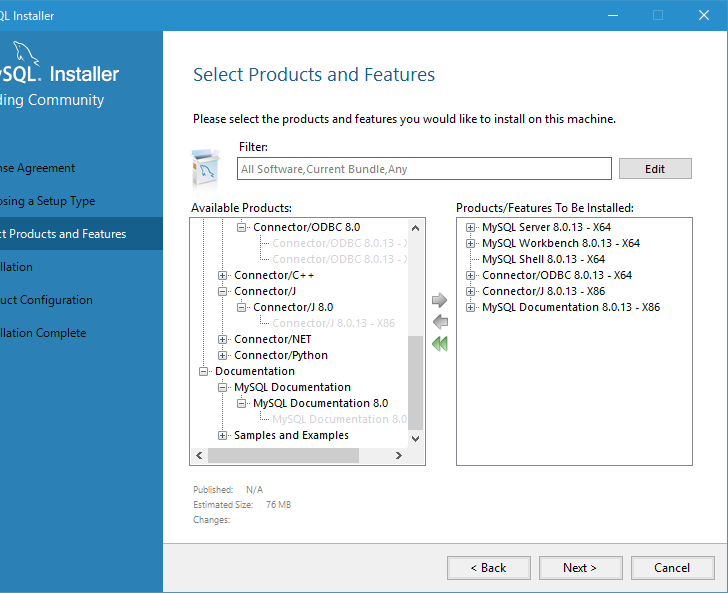 QL Installer
ySQL. Installer
ding Community
nse Agreement
osing a Setup Type
ct Products and Features
llation
uct Configuration
llation Complete
Select Products and Features
Please select the products and features you would like to install on this machine.
Filter:
All Software,Current Bundle,Any
Edit
Available Products:
Connector/ODBC 8.0
Connector/ODBC 8.0.13 - X
Connector/ODBC 8.0.13 - X
Connector/C++
Connector/J
Connector/J 8.0
Connector/J 8.0.13 - X86
Connector/NET
Connector/Python
Documentation
MySQL Documentation
MySQL Documentation 8.0
MySQL Documentation 8.0
Samples and Examples
Products/Features To Be Installed:
MySQL Server 8.0.13 - X64
MySQL Workbench 8.0.13 - X64
MySQL Shell 8.0.13 - X64
Connector/ODBC 8.0.13 - X64
Connector/J 8.0.13 - X86
MySQL Documentation 8.0.13 - X86
Published: N/A
Estimated Size: 76 MB
Changes:
< Back
Next >
Cancel